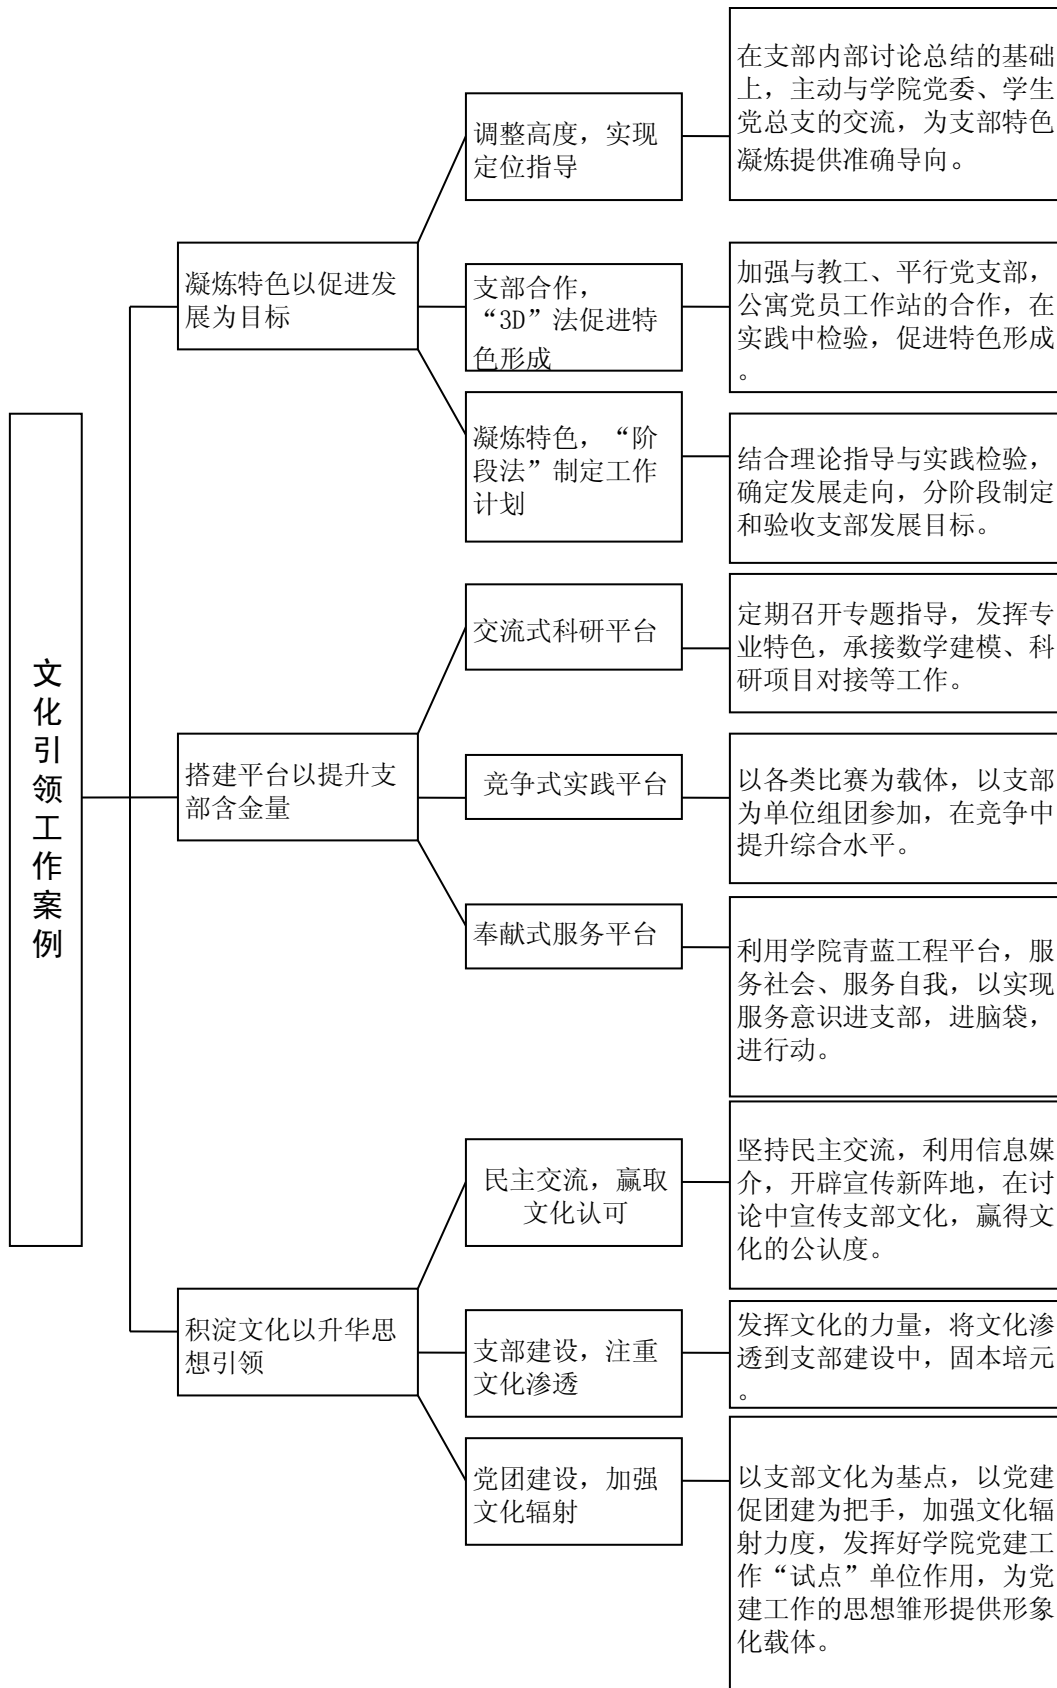 文化引领工作案例
凝炼特色以促进发
展为目标
调整高度，实现
定位指导
在支部内部讨论总结的基础
上，主动与学院党委、学生
党总支的交流，为支部特色
凝炼提供准确导向。
支部合作，
“3D”法促进特
色形成
加强与教工、平行党支部，
公寓党员工作站的合作，在
实践中检验，促进特色形成
。
凝炼特色，“阶
段法”制定工作
计划
结合理论指导与实践检验，
确定发展走向，分阶段制定
和验收支部发展目标。
搭建平台以提升支
部含金量
交流式科研平台
定期召开专题指导，发挥专
业特色，承接数学建模、科
研项目对接等工作。
竞争式实践平台
以各类比赛为载体，以支部
为单位组团参加，在竞争中
提升综合水平。
奉献式服务平台
利用学院青蓝工程平台，服
务社会、服务自我，以实现
服务意识进支部，进脑袋，
进行动。
积淀文化以升华思
想引领
民主交流，赢取
文化认可
坚持民主交流，利用信息媒
介，开辟宣传新阵地，在讨
论中宣传支部文化，赢得文
化的公认度。
支部建设，注重
文化渗透
发挥文化的力量，将文化渗
透到支部建设中，固本培元
。
党团建设，加强
文化辐射
以支部文化为基点，以党建
促团建为把手，加强文化辐
射力度，发挥好学院党建工
作“试点”单位作用，为党
建工作的思想雏形提供形象
化载体。